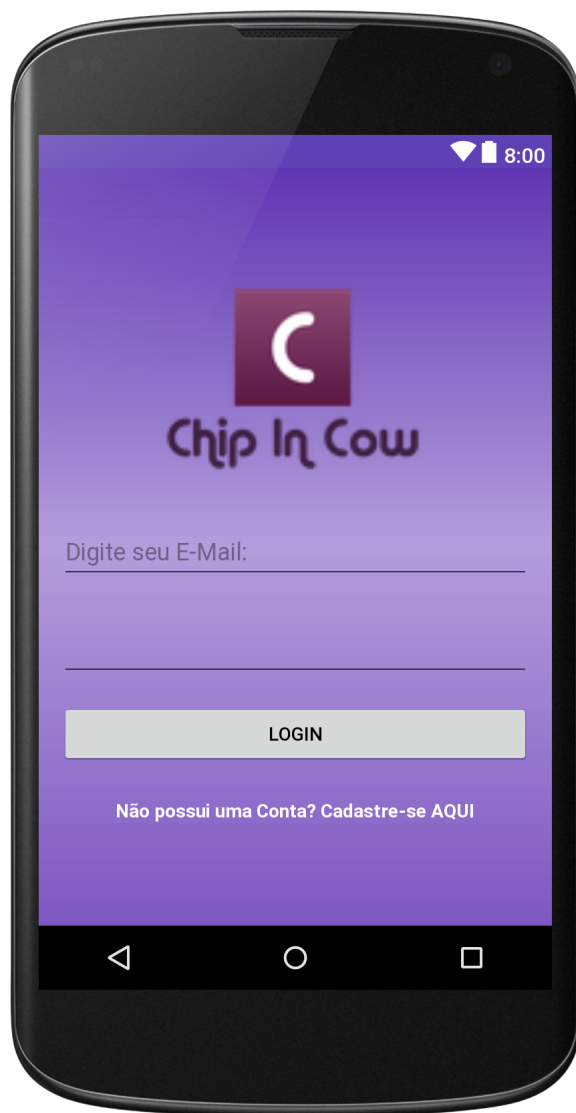 8:00
C
Chip In Cow
Digite seu E-Mail:
LOGIN
Não possui uma Conta? Cadastre-se AQUI